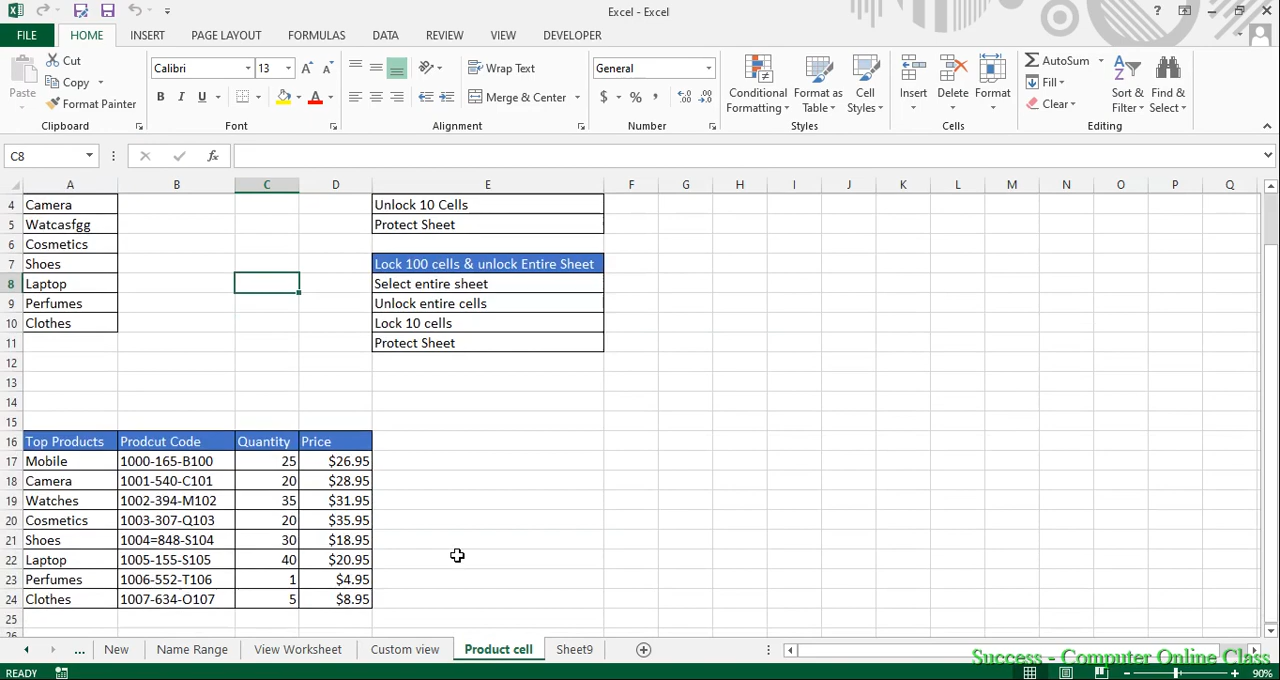 Excel - Excel
FILE HOME INSERT PAGE LAYOUT FORMULAS DATA REVIEW VIEW DEVELOPER
Paste
Cut
Copy
Format Painter
Clipboard
Calibri 13
B I U A
Font
Wrap Text
Merge & Center
Alignment
General
$ % ,
Number
Conditional Formatting
Format as Table
Cell Styles
Styles
Insert Delete Format
Cells
AutoSum
Fill
Clear
Sort & Filter
Find & Select
Editing
C8 fx
A B C D E F G H I J K L M N O P Q
4 Camera Unlock 10 Cells
5 Watcasfgg Protect Sheet
6 Cosmetics
7 Shoes Lock 100 cells & unlock Entire Sheet
8 Laptop Select entire sheet
9 Perfumes Unlock entire cells
10 Clothes Lock 10 cells
11 Protect Sheet
12
13
14
15
16 Top Products Prodcut Code Quantity Price
17 Mobile 1000-165-B100 25 $26.95
18 Camera 1001-540-C101 20 $28.95
19 Watches 1002-394-M102 35 $31.95
20 Cosmetics 1003-307-Q103 20 $35.95
21 Shoes 1004=848-S104 30 $18.95
22 Laptop 1005-155-S105 40 $20.95
23 Perfumes 1006-552-T106 1 $4.95
24 Clothes 1007-634-O107 5 $8.95
25
26
... New Name Range View Worksheet Custom view Product cell Sheet9
Success - Computer Online Class
READY 90%